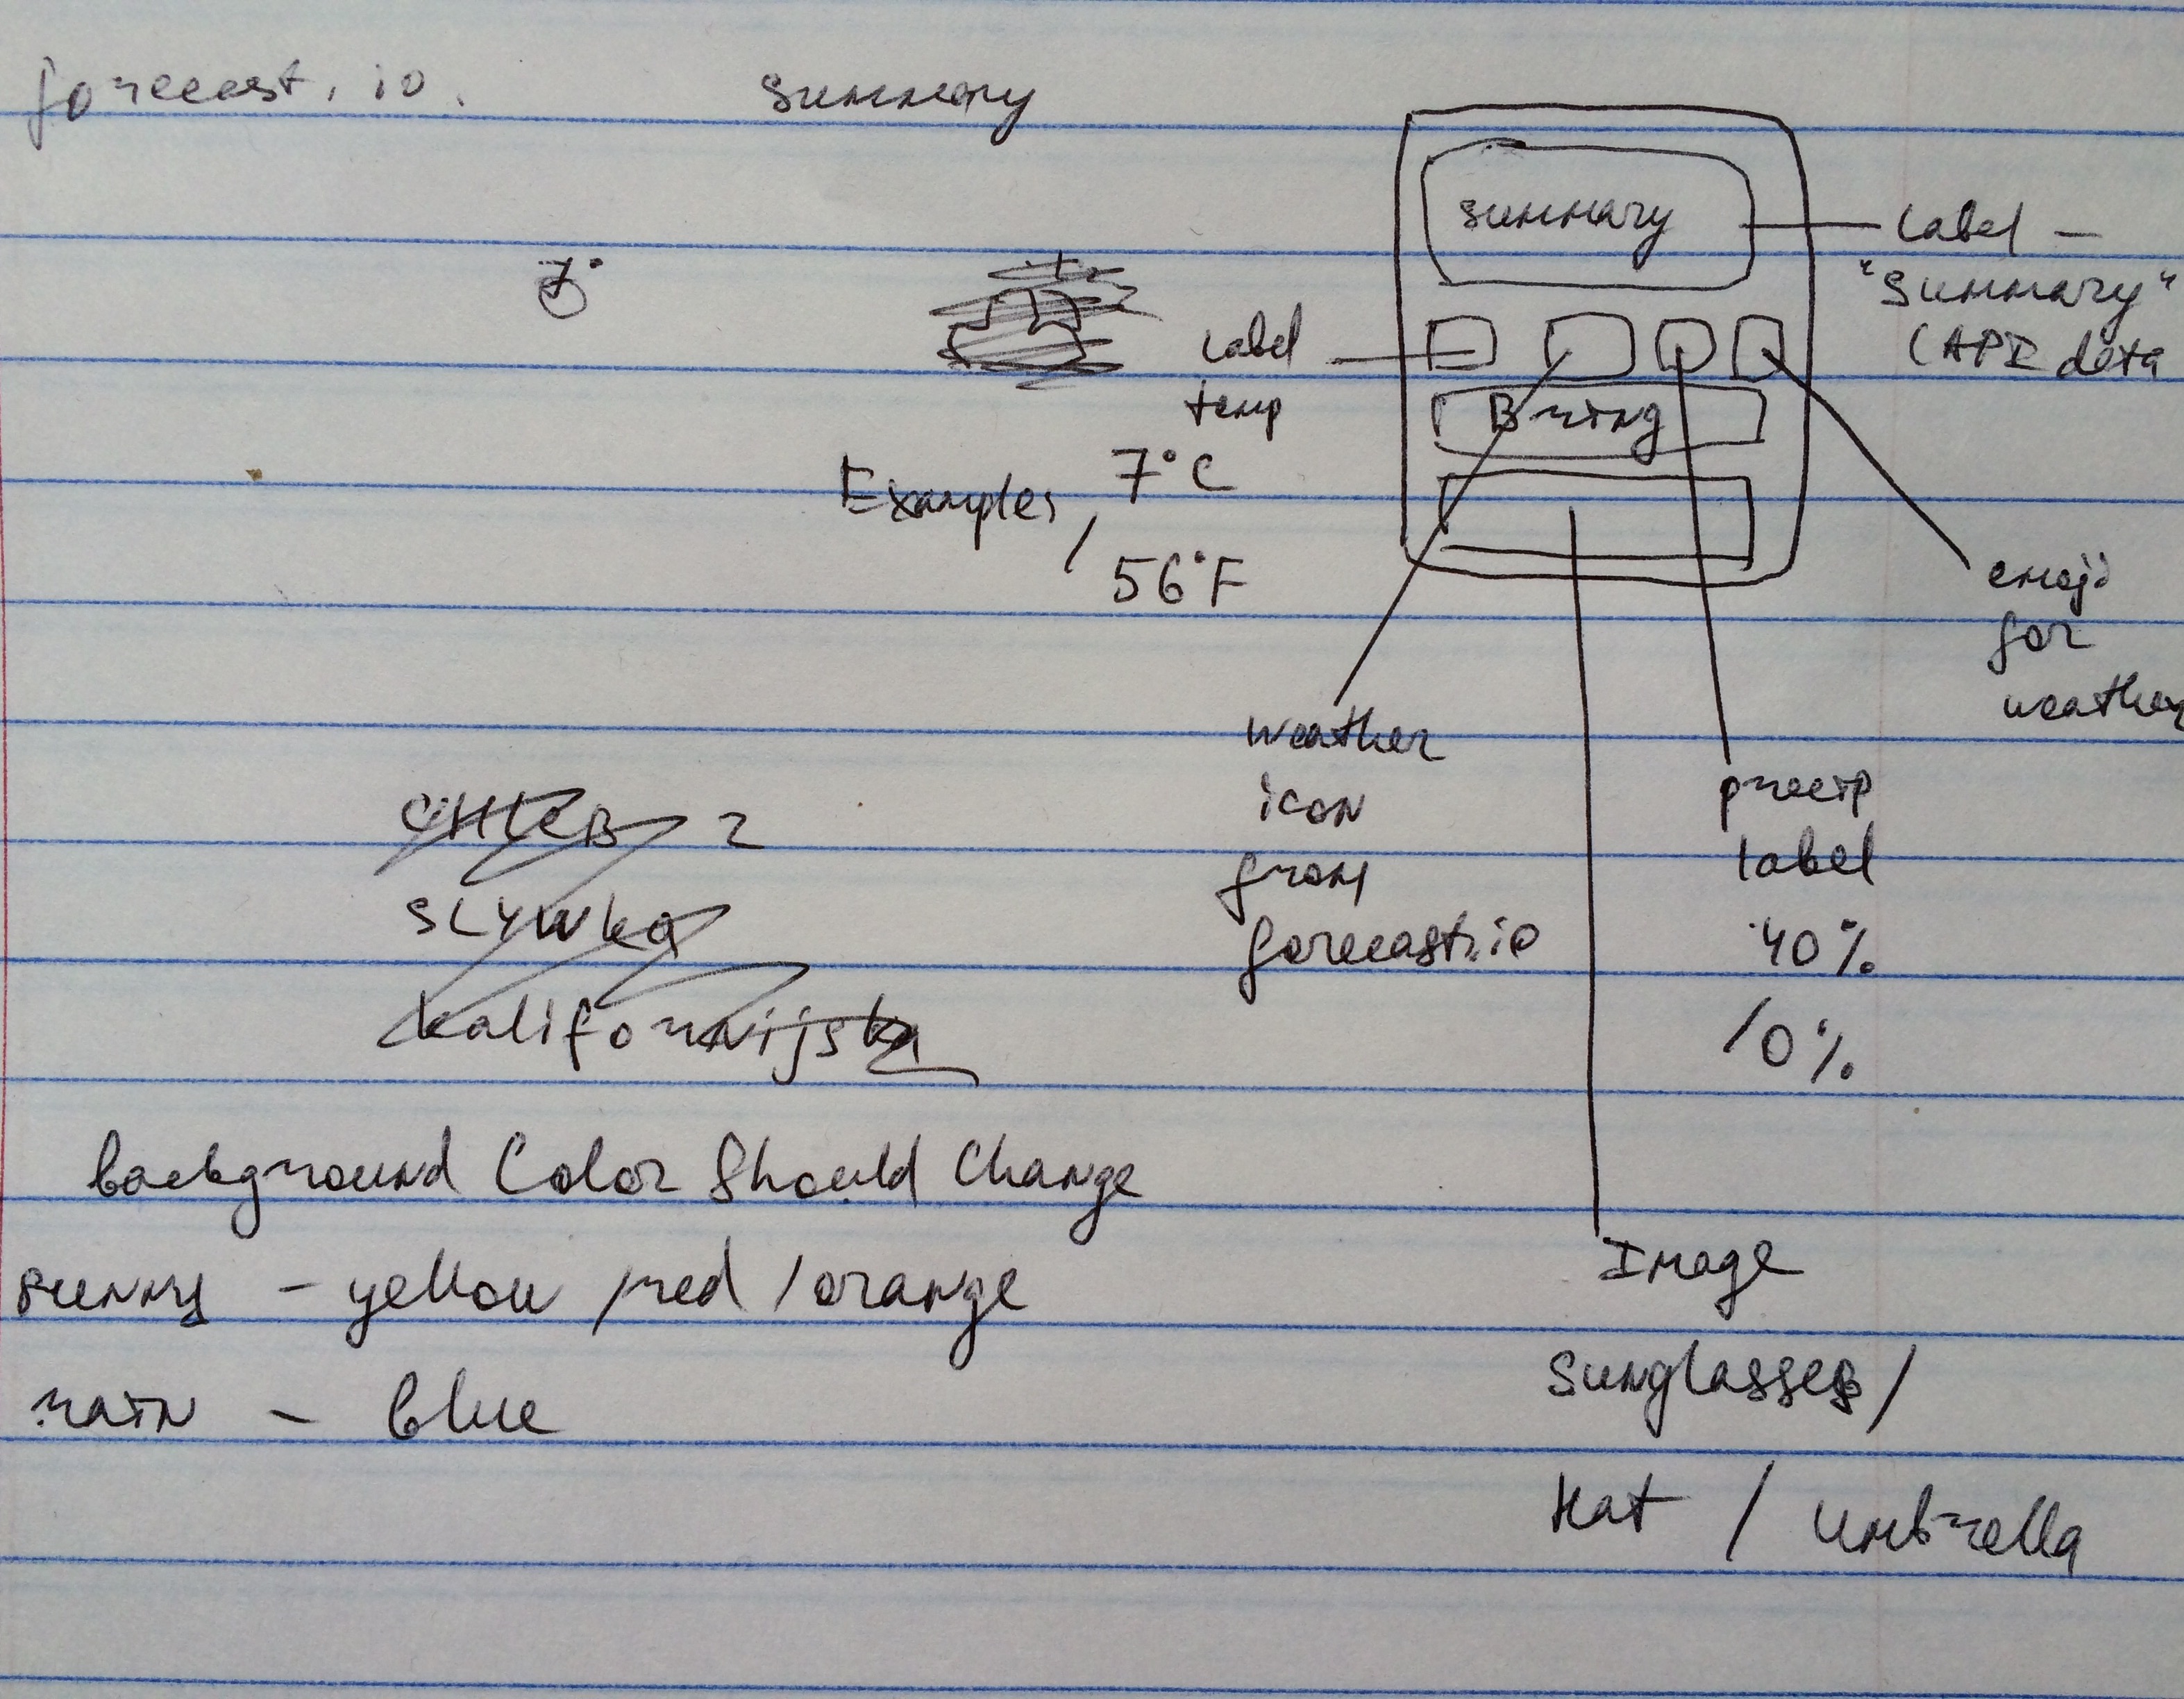 forecast.io.
summary
7°
summary
Label —
"Summary"
(API data
Label
temp
Bring
Examples
7°C
/
56°F
emoji
for
weather
weather
icon
from
forecast.io
precip
label
40%
/0%
CHLEB 2
SLYWKA
kalifornijska
background Color Should Change
sunny - yellow /red /orange
rain - blue
Image
Sunglasses/
Hat / Umbrella